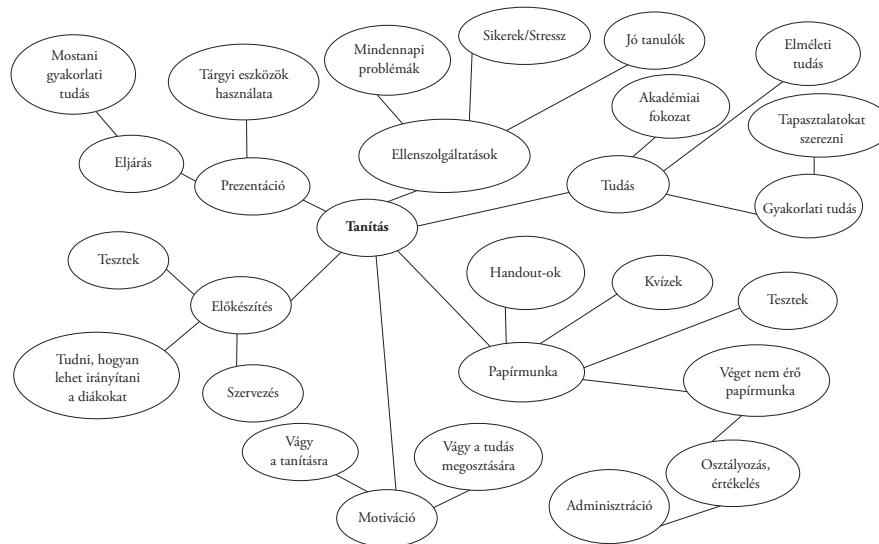 Mostani
gyakorlati
tudás
Tárgyi eszközök
használata
Mindennapi
problémák
Sikerek/Stressz
Jó tanulók
Elméleti
tudás
Akadémiai
fokozat
Tapasztalatokat
szerezni
Eljárás
Prezentáció
Ellenszolgáltatások
Tudás
Gyakorlati tudás
Tanítás
Tesztek
Előkészítés
Handout-ok
Kvízek
Tesztek
Tudni, hogyan
lehet irányítani
a diákokat
Szervezés
Papírmunka
Véget nem érő
papírmunka
Vágy
a tanításra
Vágy a tudás
megosztására
Osztályozás,
értékelés
Motiváció
Adminisztráció